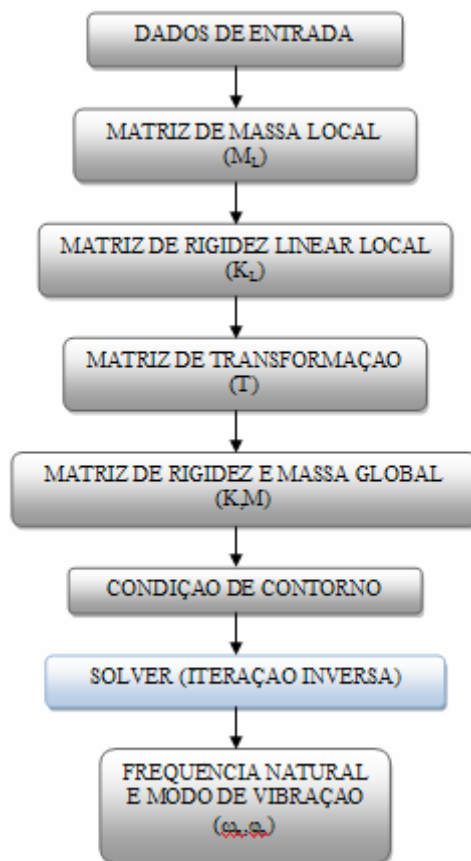 DADOS DE ENTRADA
MATRIZ DE MASSA LOCAL
(M_L)
MATRIZ DE RIGIDEZ LINEAR LOCAL
(K_L)
MATRIZ DE TRANSFORMAÇAO
(T)
MATRIZ DE RIGIDEZ E MASSA GLOBAL
(K,M)
CONDIÇAO DE CONTORNO
SOLVER (ITERAÇAO INVERSA)
FREQUENCIA NATURAL
E MODO DE VIBRAÇAO